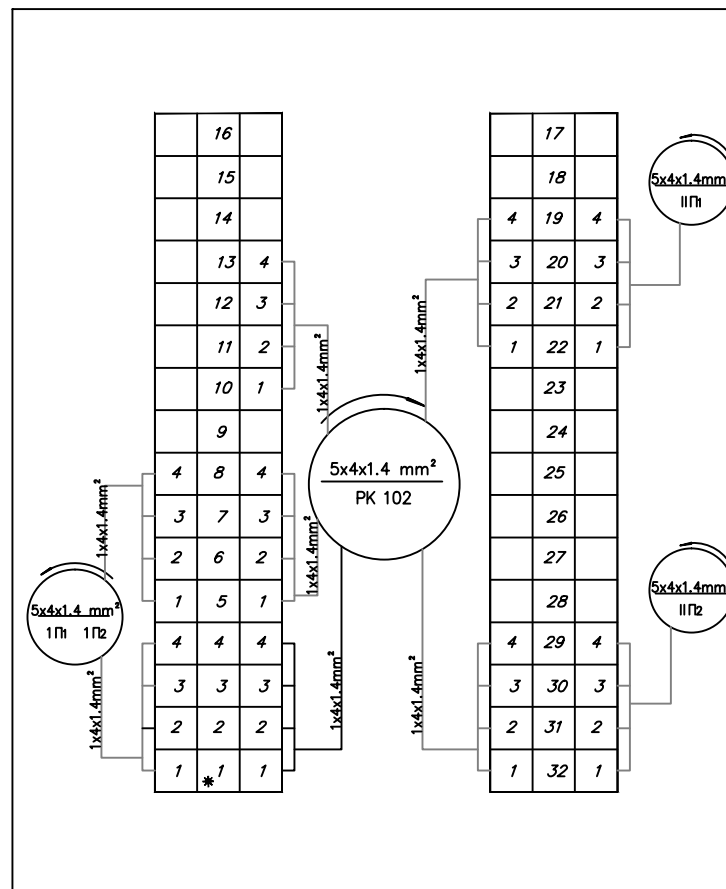 16
15
14
13 4
12 3
11 2
10 1
9
4 8 4
3 7 3
2 6 2
1 5 1
4 4 4
3 3 3
2 2 2
1 *1 1
1x4x1.4mm²
1x4x1.4mm²
5x4x1.4 mm²
1П1 1П2
1x4x1.4mm²
1x4x1.4mm²
1x4x1.4mm²
5x4x1.4 mm²
РК 102
1x4x1.4mm²
1x4x1.4mm²
17
18
4 19 4
3 20 3
2 21 2
1 22 1
23
24
25
26
27
28
4 29 4
3 30 3
2 31 2
1 32 1
5x4x1.4mm
IIП1
5x4x1.4mm
IIП2